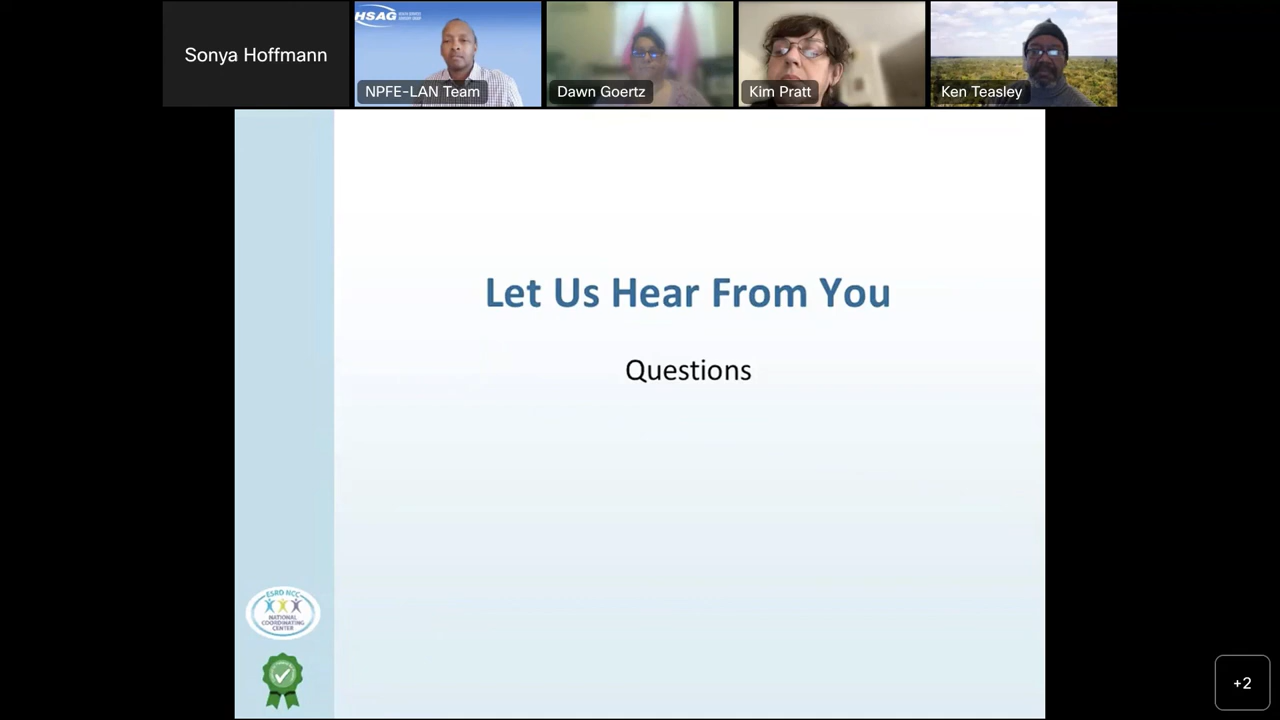 Sonya Hoffmann
HSAG
NPFE-LAN Team
Dawn Goertz
Kim Pratt
Ken Teasley
Let Us Hear From You
Questions
ESRD NCC
NATIONAL
COORDINATING
CENTER
+2